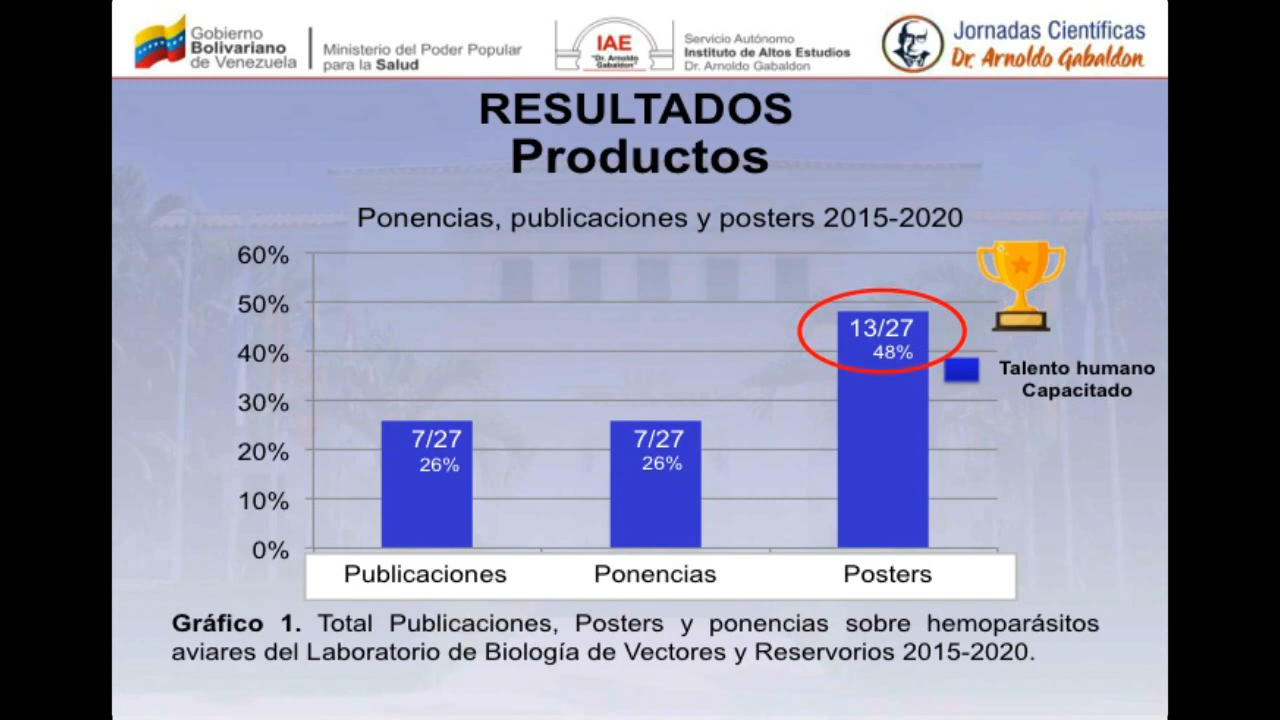 Gobierno
Bolivariano
de Venezuela
Ministerio del Poder Popular
para la Salud
IAE
"Dr. Arnoldo
Gabaldon"
Servicio Autónomo
Instituto de Altos Estudios
Dr. Arnoldo Gabaldon
Jornadas Científicas
Dr. Arnoldo Gabaldon
RESULTADOS
Productos
Ponencias, publicaciones y posters 2015-2020
60%
50%
40%
30%
20%
10%
0%
7/27
26%
7/27
26%
13/27
48%
Talento humano
Capacitado
Publicaciones
Ponencias
Posters
Gráfico 1. Total Publicaciones, Posters y ponencias sobre hemoparásitos
aviares del Laboratorio de Biología de Vectores y Reservorios 2015-2020.